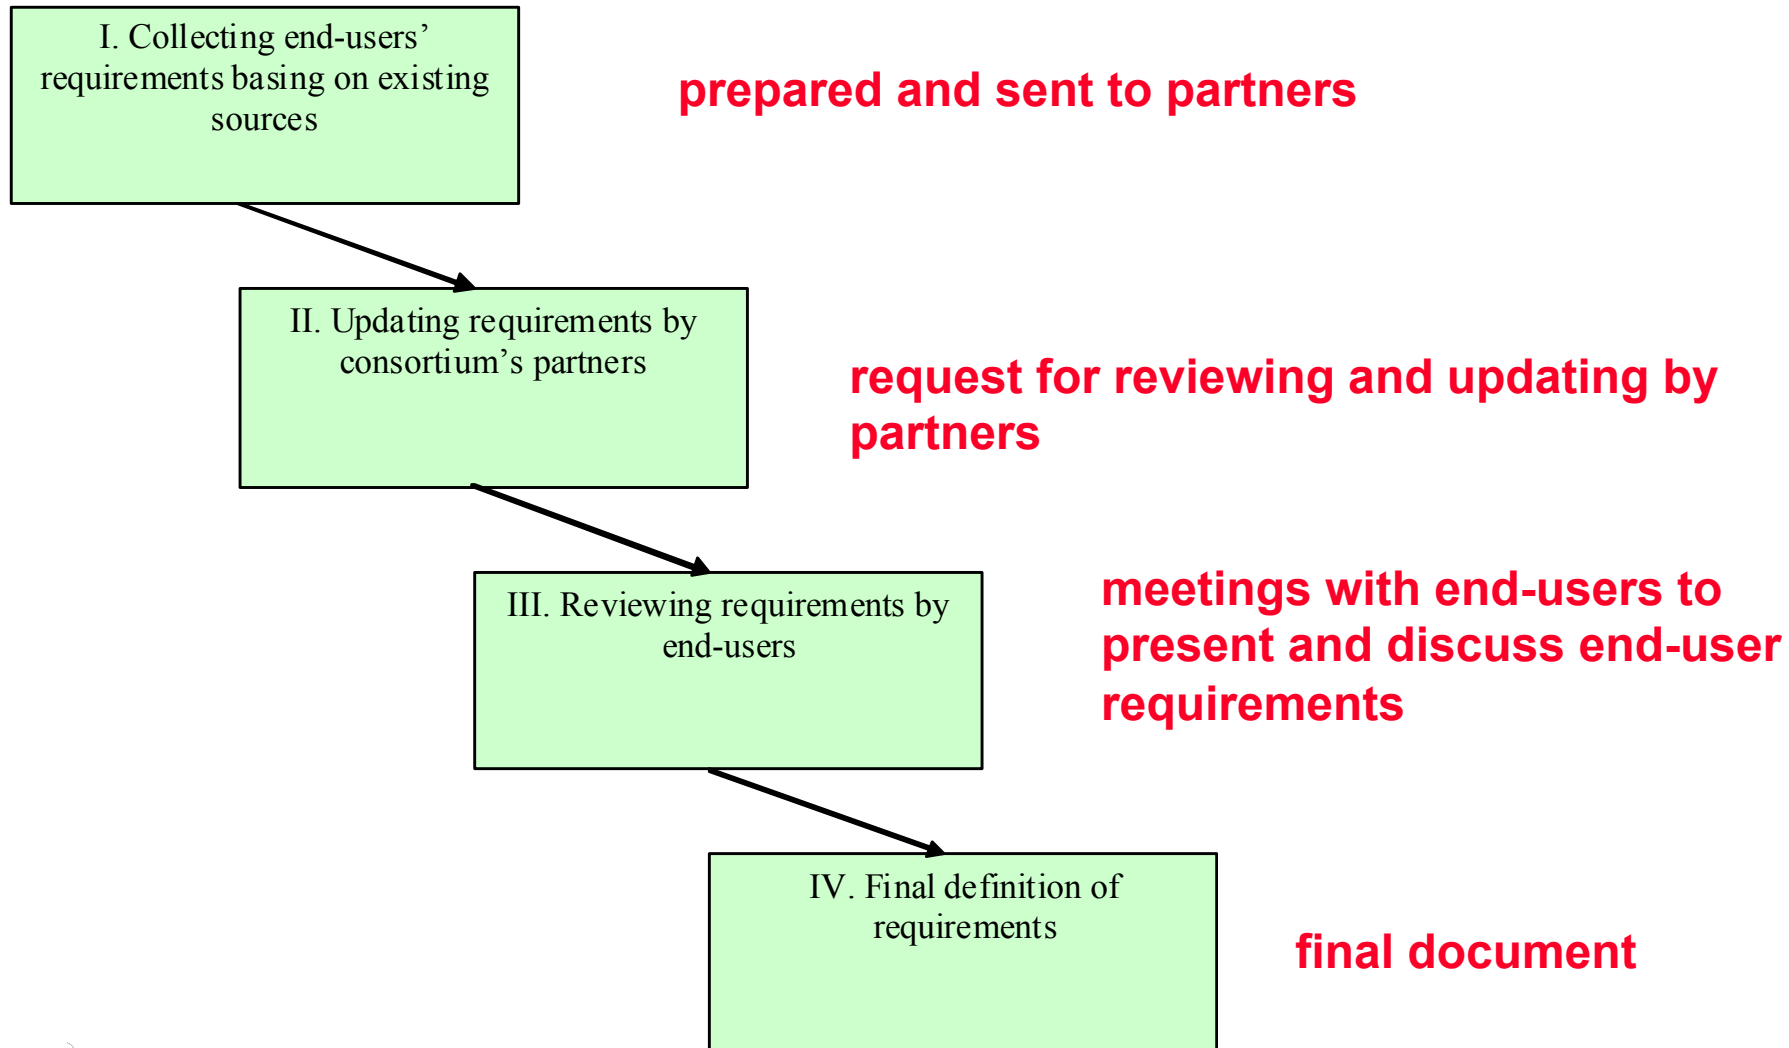 I. Collecting end-users’
requirements basing on existing
sources
prepared and sent to partners
II. Updating requirements by
consortium’s partners
request for reviewing and updating by
partners
III. Reviewing requirements by
end-users
meetings with end-users to
present and discuss end-user
requirements
IV. Final definition of
requirements
final document